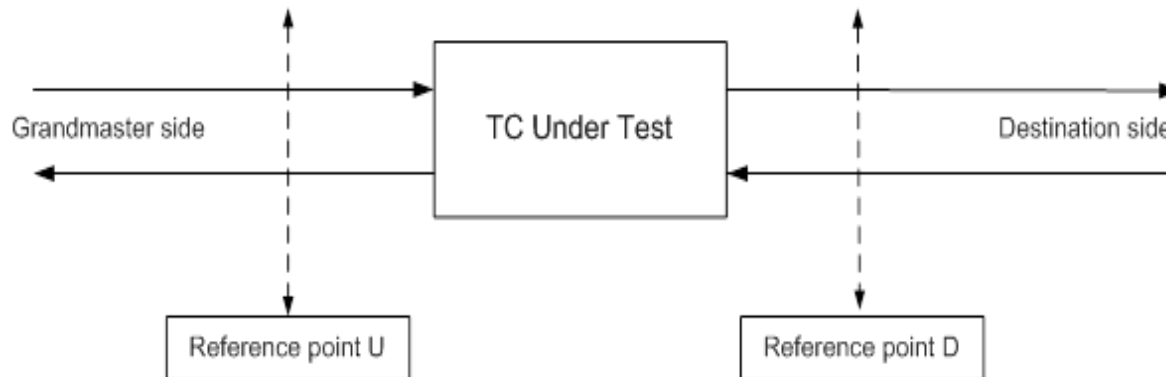 Grandmaster side
TC Under Test
Destination side
Reference point U
Reference point D